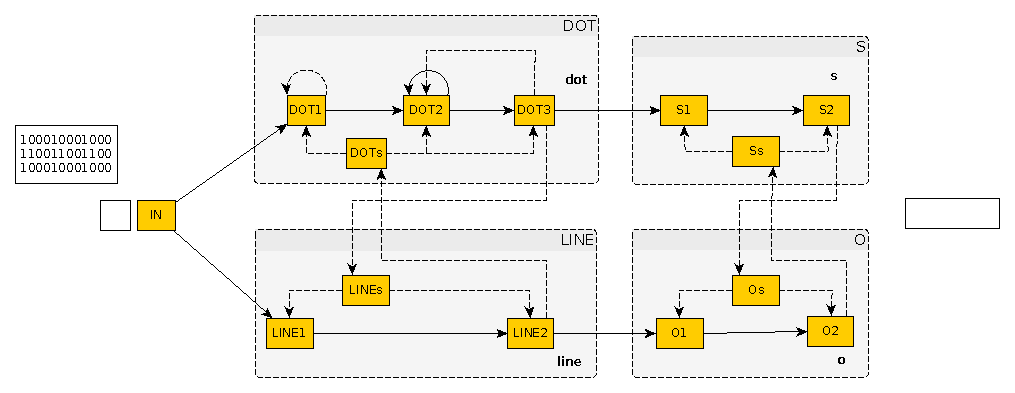 DOT
S
dot
s
DOT1
DOT2
DOT3
S1
S2
100010001000
110011001100
100010001000
DOTs
Ss
IN
LINE
O
LINEs
Os
LINE1
LINE2
O1
O2
line
o